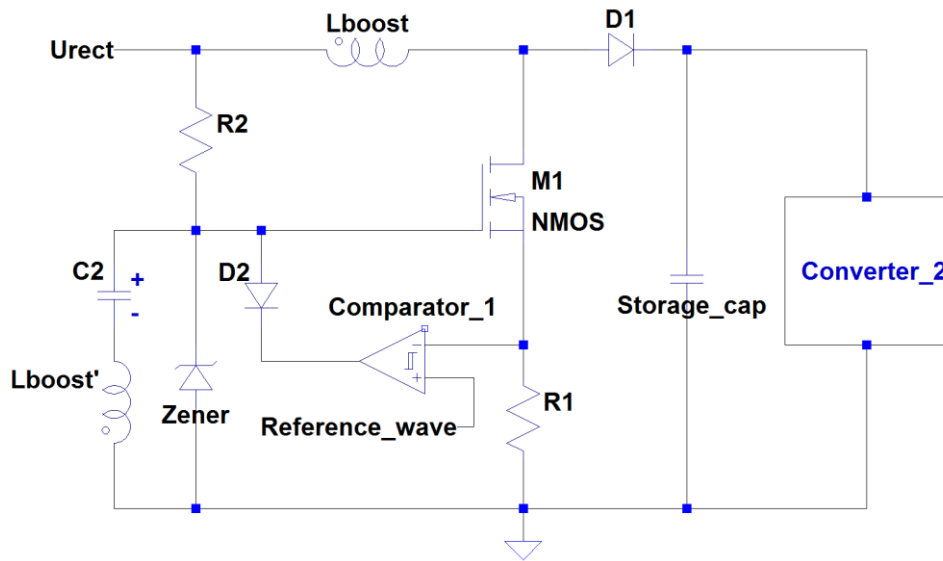 Lboost
D1
Urect
R2
M1
NMOS
C2
+
-
D2
Comparator_1
Storage_cap
Converter_2
Lboost'
Zener
−
+
R1
Reference_wave